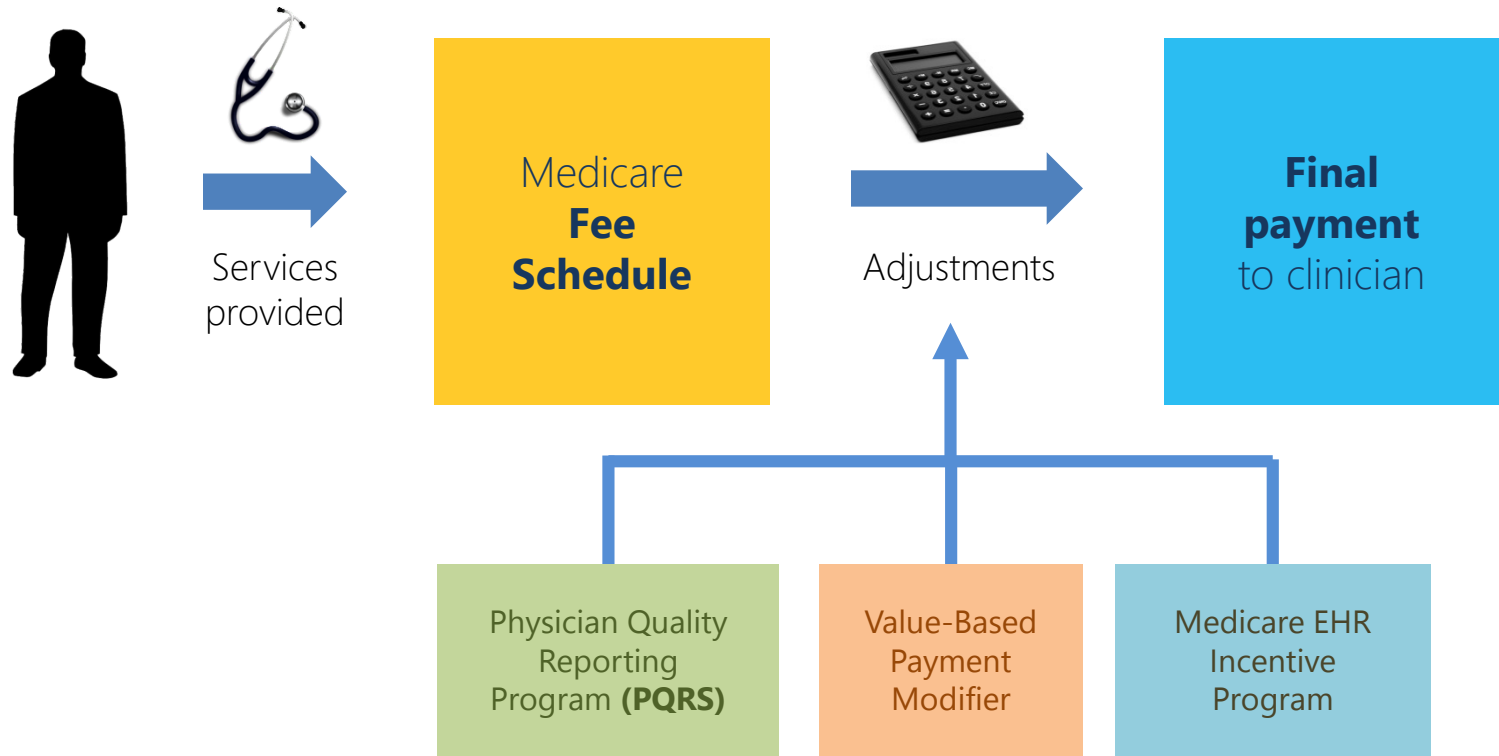 Services
provided
Medicare
Fee
Schedule
Adjustments
Final
payment
to clinician
Physician Quality
Reporting
Program (PQRS)
Value-Based
Payment
Modifier
Medicare EHR
Incentive
Program